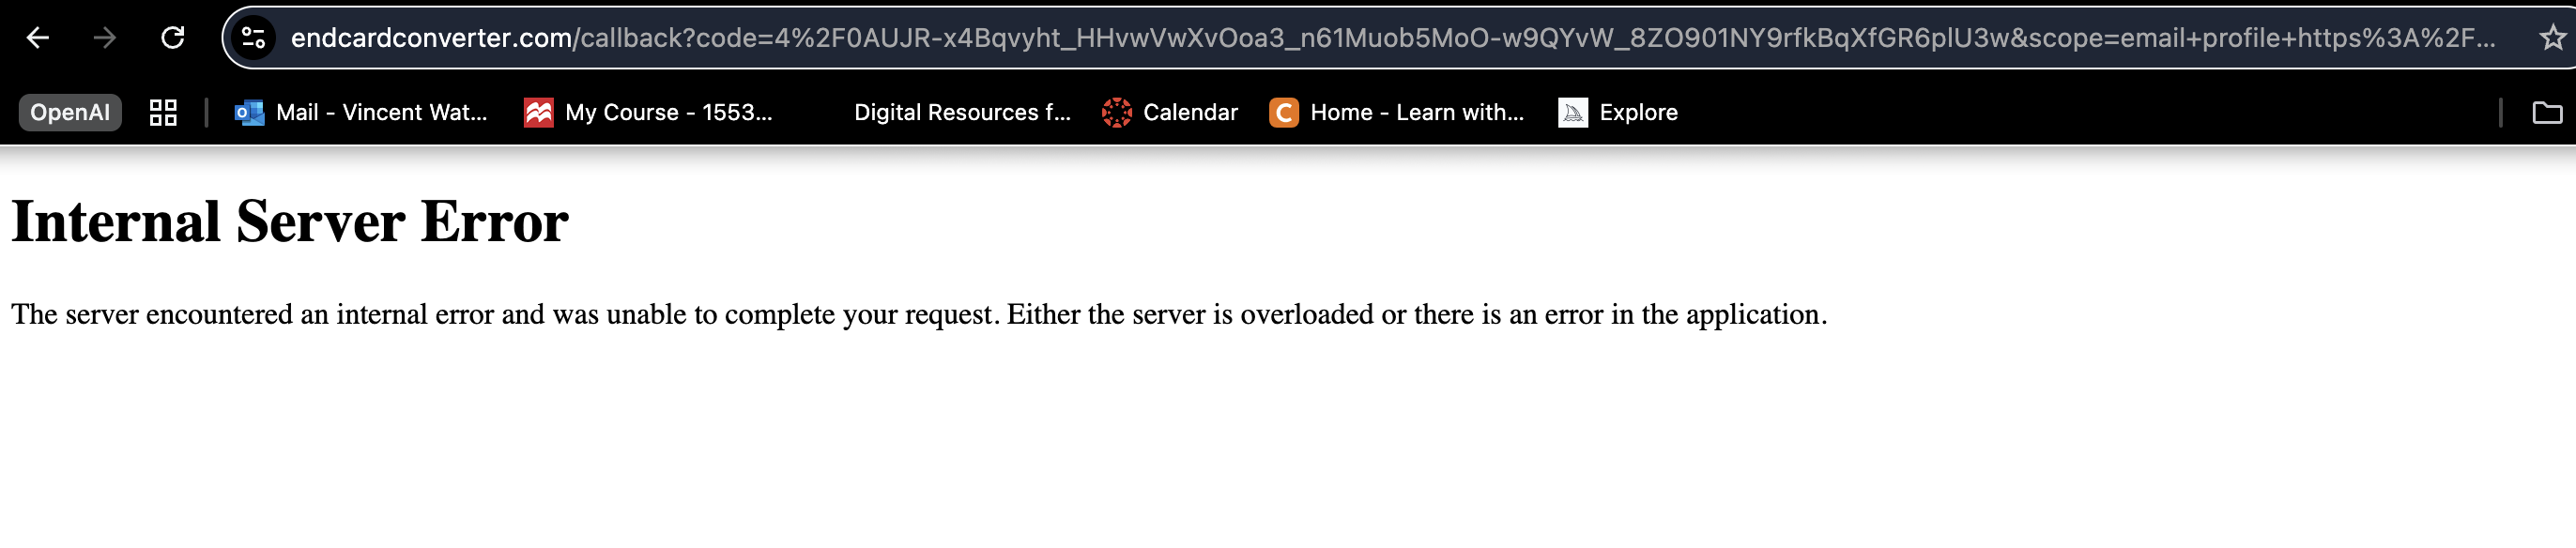 endcardconverter.com/callback?code=4%2F0AUJR-x4Bqvyht_HHvwVwXvOoa3_n61Muob5MoO-w9QYvW_8ZO901NY9rfkBqXfGR6plU3w&scope=email+profile+https%3A%2F...
OpenAI Mail - Vincent Wat... My Course - 1553... Digital Resources f... Calendar Home - Learn with... Explore
Internal Server Error
The server encountered an internal error and was unable to complete your request. Either the server is overloaded or there is an error in the application.